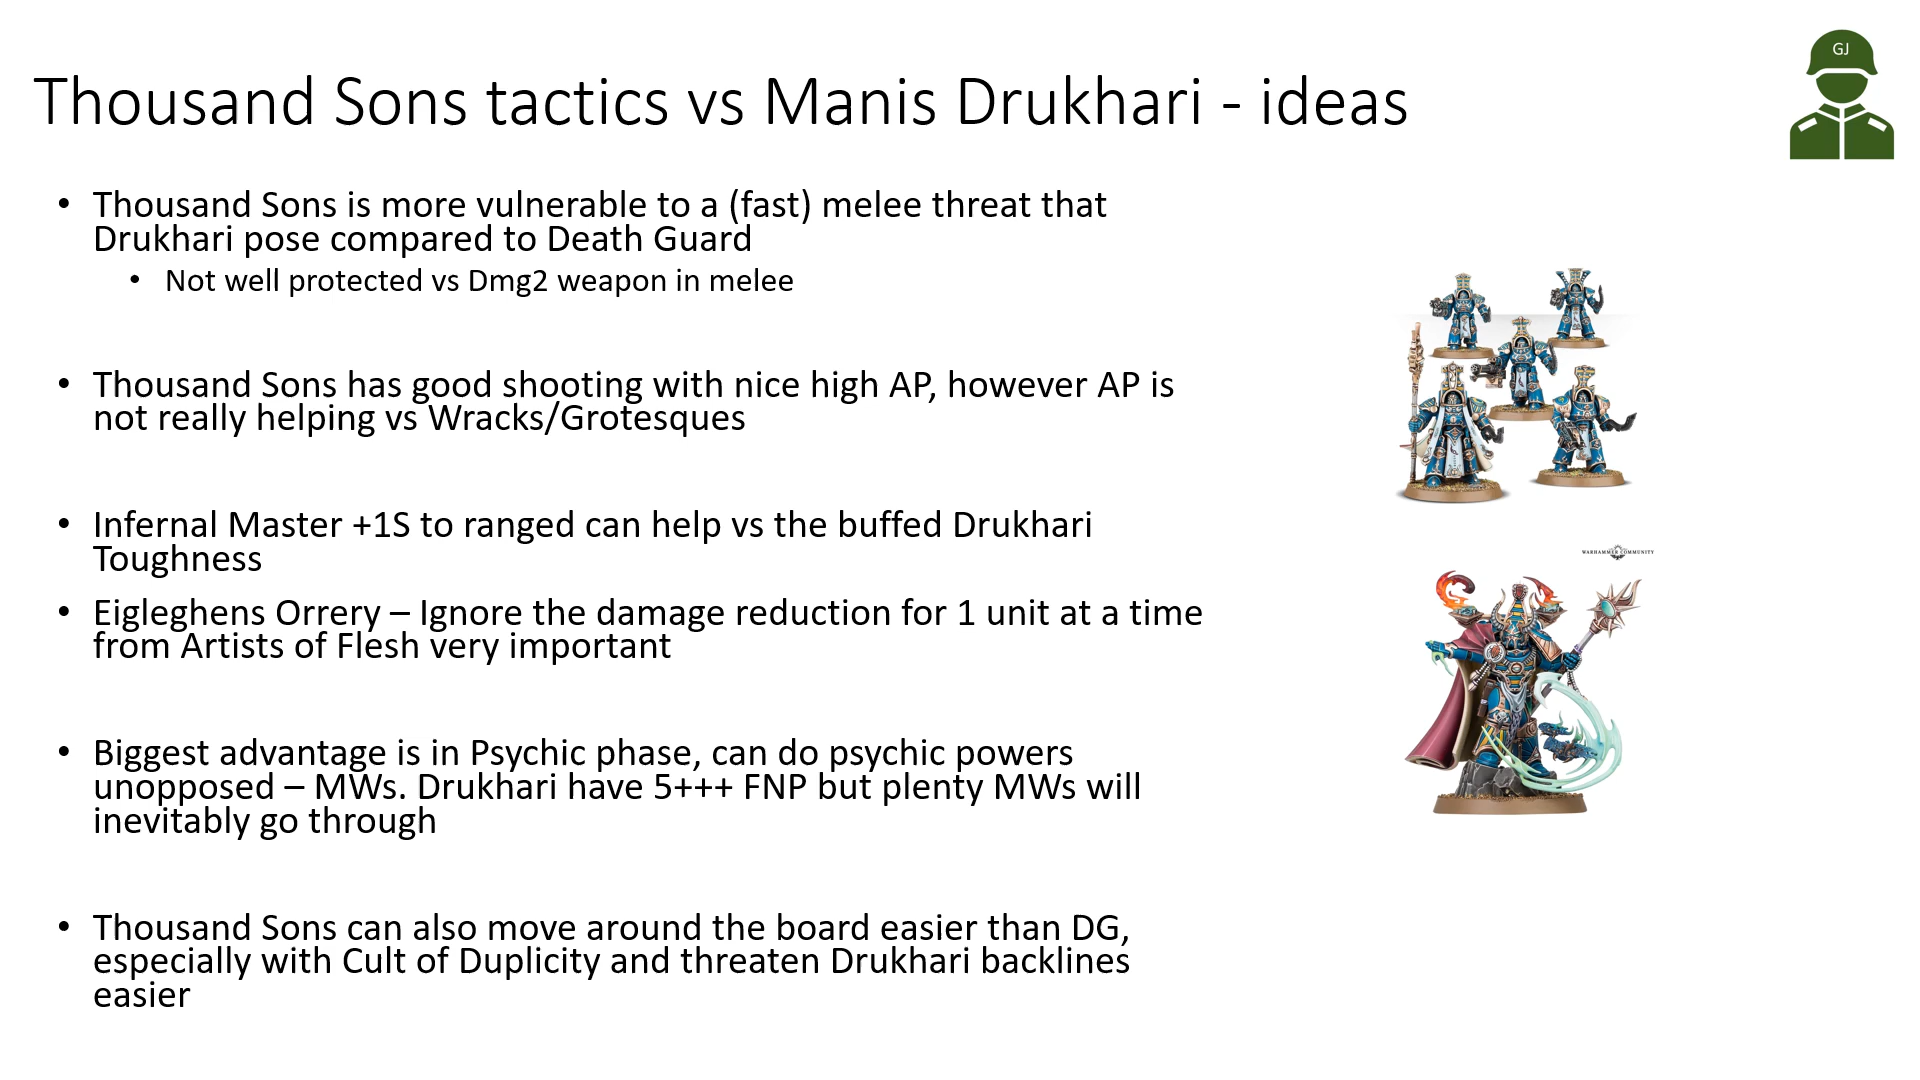 GJ
Thousand Sons tactics vs Manis Drukhari - ideas
• Thousand Sons is more vulnerable to a (fast) melee threat that
Drukhari pose compared to Death Guard
• Not well protected vs Dmg2 weapon in melee
• Thousand Sons has good shooting with nice high AP, however AP is
not really helping vs Wracks/Grotesques
• Infernal Master +1S to ranged can help vs the buffed Drukhari
Toughness
• Eigleghens Orrery – Ignore the damage reduction for 1 unit at a time
from Artists of Flesh very important
• Biggest advantage is in Psychic phase, can do psychic powers
unopposed – MWs. Drukhari have 5+++ FNP but plenty MWs will
inevitably go through
• Thousand Sons can also move around the board easier than DG,
especially with Cult of Duplicity and threaten Drukhari backlines
easier
WARHAMMER COMMUNITY